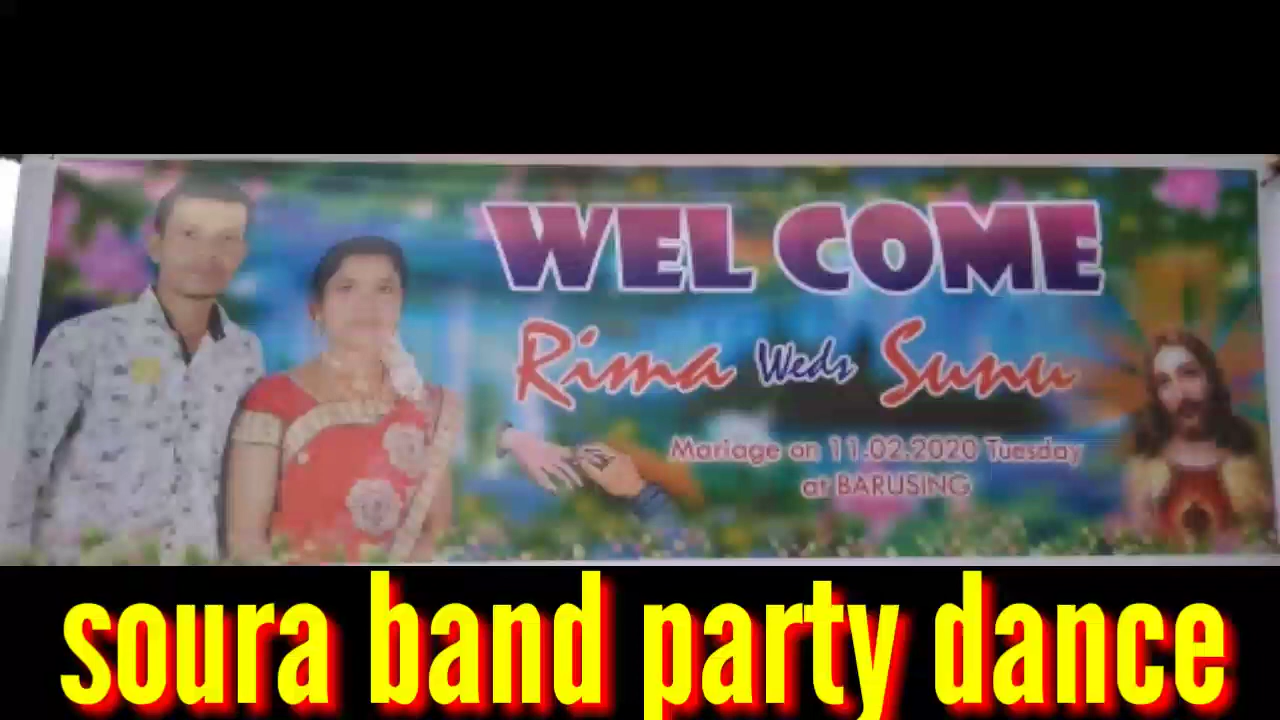 WEL COME
Rima Weds Sunu
Mariage on 11.02.2020 Tuesday
at BARUSING
soura band party dance